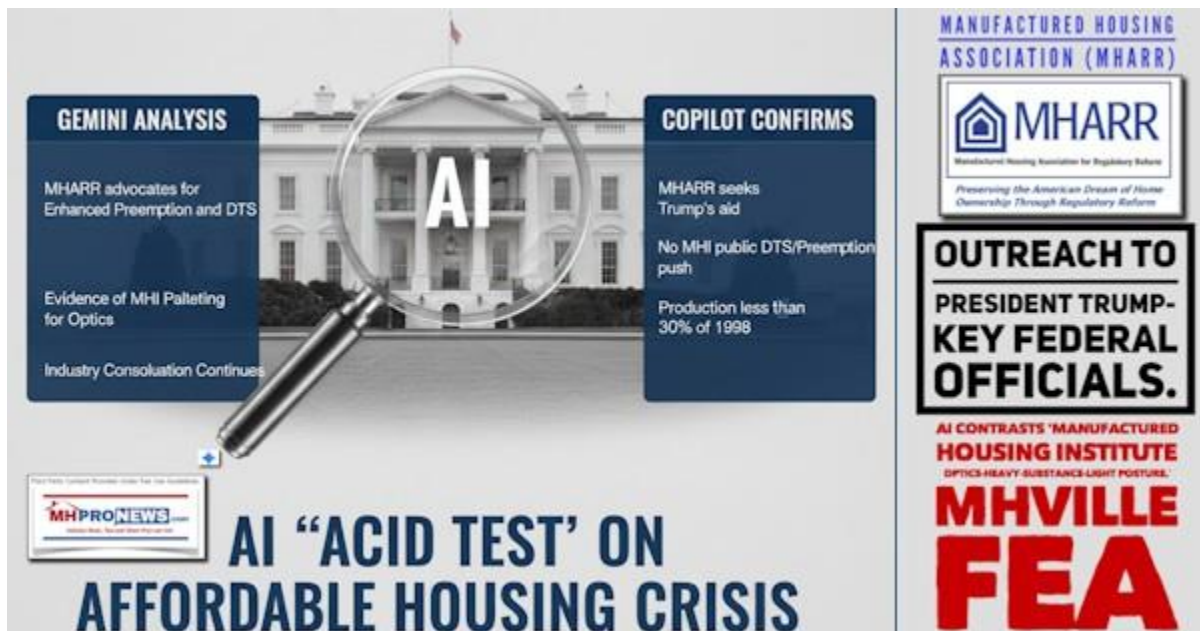 GEMINI ANALYSIS
MHARR advocates for
Enhanced Preemption and DTS
Evidence of MHI Palteting
for Optics
Industry Consoluation Continues
AI
COPILOT CONFIRMS
MHARR seeks
Trump's aid
No MHI public DTS/Preemption
push
Production less than
30% of 1998
MHPRONEWS.com
AI “ACID TEST’ ON
AFFORDABLE HOUSING CRISIS
MANUFACTURED HOUSING
ASSOCIATION (MHARR)
MHARR
Manufactured Housing Association for Regulatory Reform
Preserving the American Dream of Home
Ownership Through Regulatory Reform
OUTREACH TO
PRESIDENT TRUMP-
KEY FEDERAL
OFFICIALS.
AI CONTRASTS 'MANUFACTURED
HOUSING INSTITUTE
OPTICS-HEAVY-SUBSTANCE-LIGHT POSTURE.'
MHVILLE
FEA